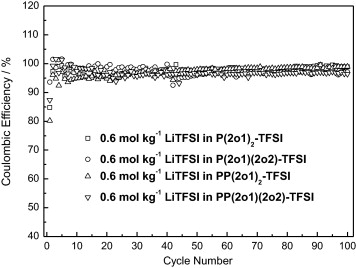 120
110
100
90
80
70
60
50
40
Coulombic Efficiency / %
0.6 mol kg⁻¹ LiTFSI in P(2o1)₂-TFSI
0.6 mol kg⁻¹ LiTFSI in P(2o1)(2o2)-TFSI
0.6 mol kg⁻¹ LiTFSI in PP(2o1)₂-TFSI
0.6 mol kg⁻¹ LiTFSI in PP(2o1)(2o2)-TFSI
0 10 20 30 40 50 60 70 80 90 100
Cycle Number